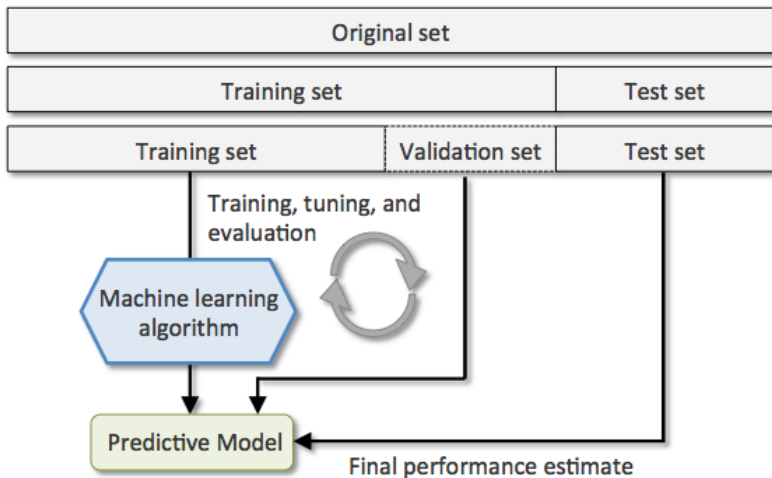 Original set
Training set
Test set
Training set
Validation set
Test set
Training, tuning, and
evaluation
Machine learning
algorithm
Predictive Model
Final performance estimate